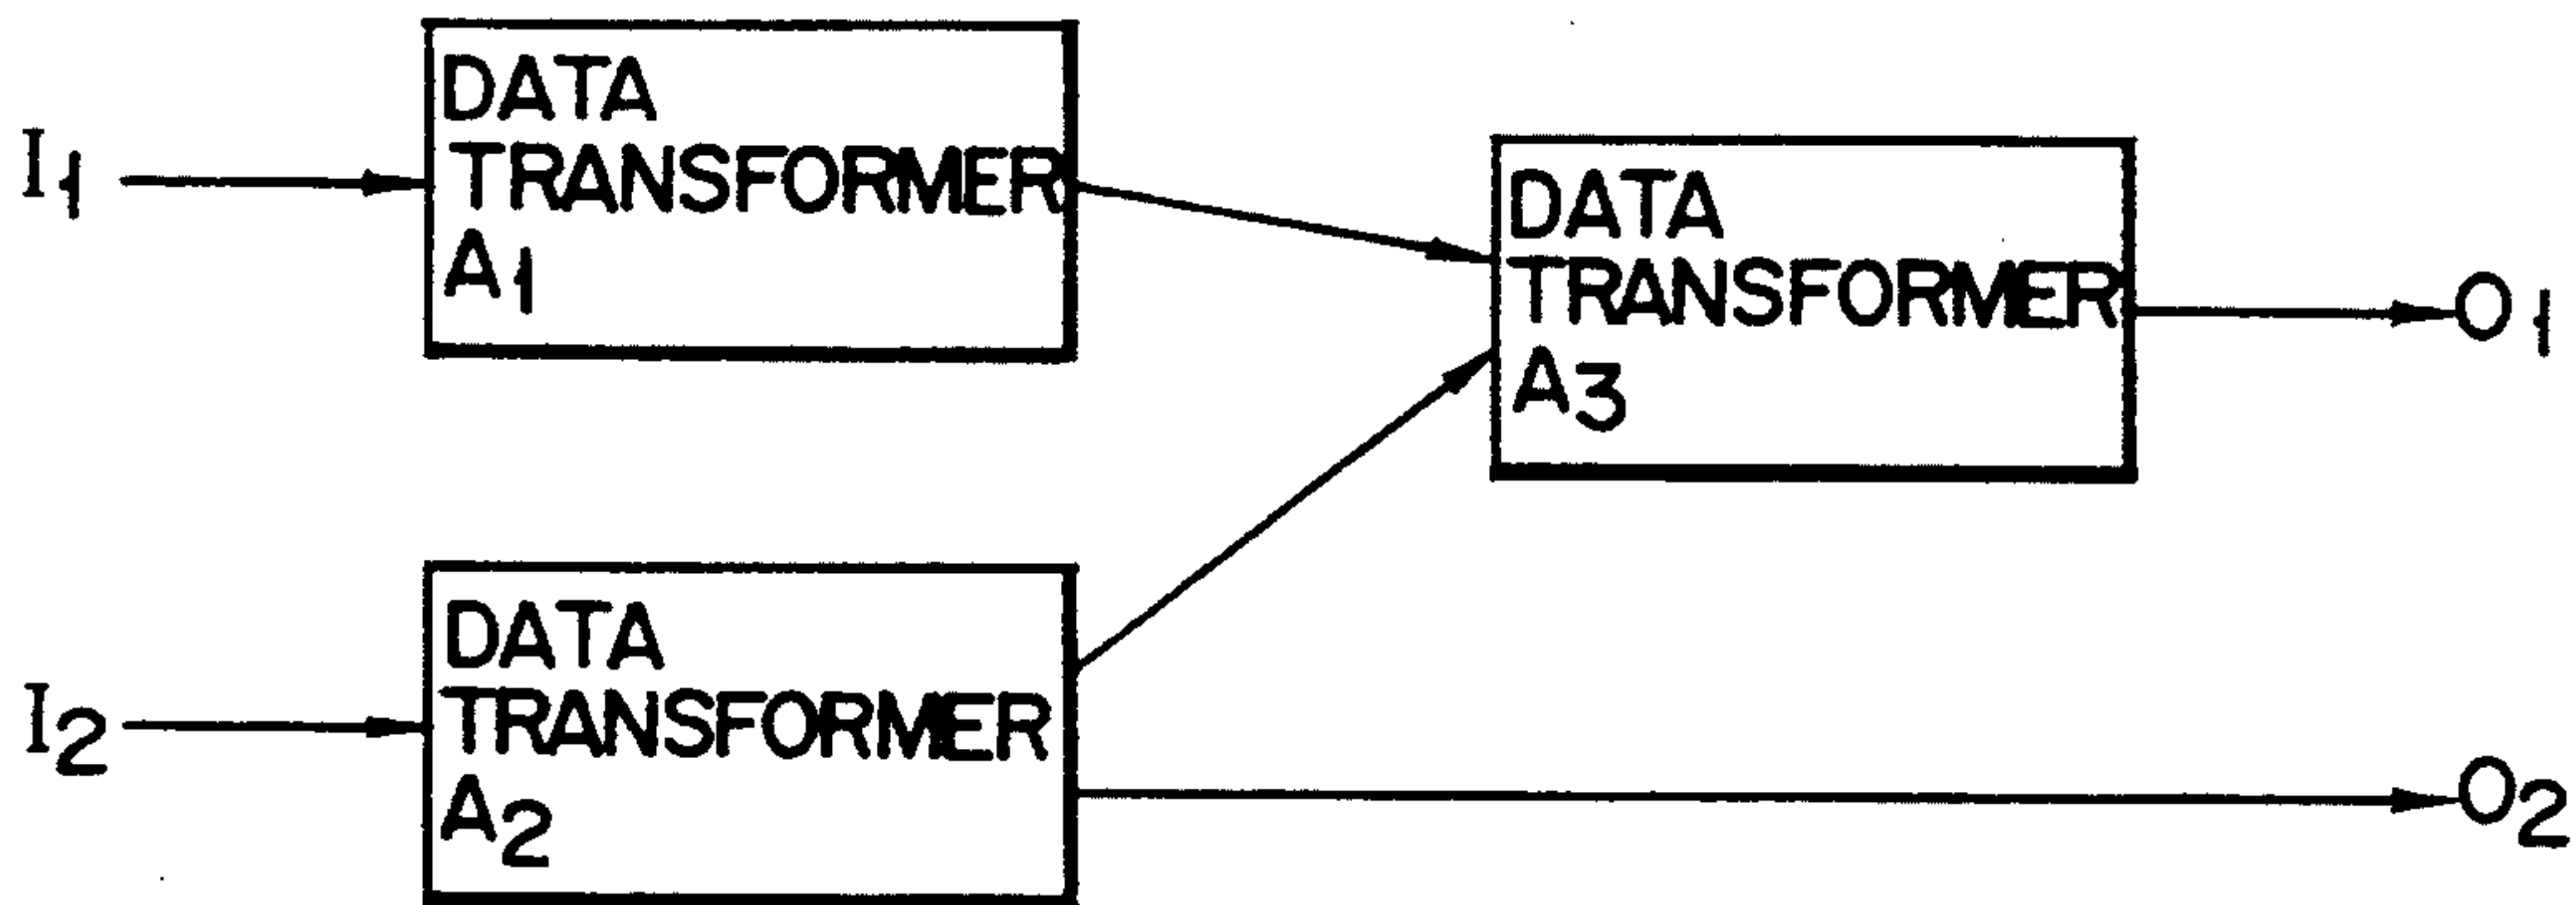 I1
DATA
TRANSFORMER
A1
DATA
TRANSFORMER
A3
O1
I2
DATA
TRANSFORMER
A2
O2